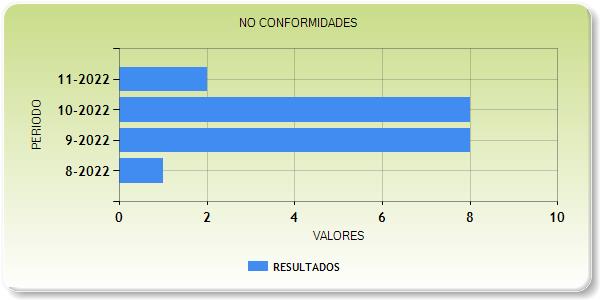 NO CONFORMIDADES
PERIODO
11-2022
10-2022
9-2022
8-2022
0 2 4 6 8 10
VALORES
RESULTADOS